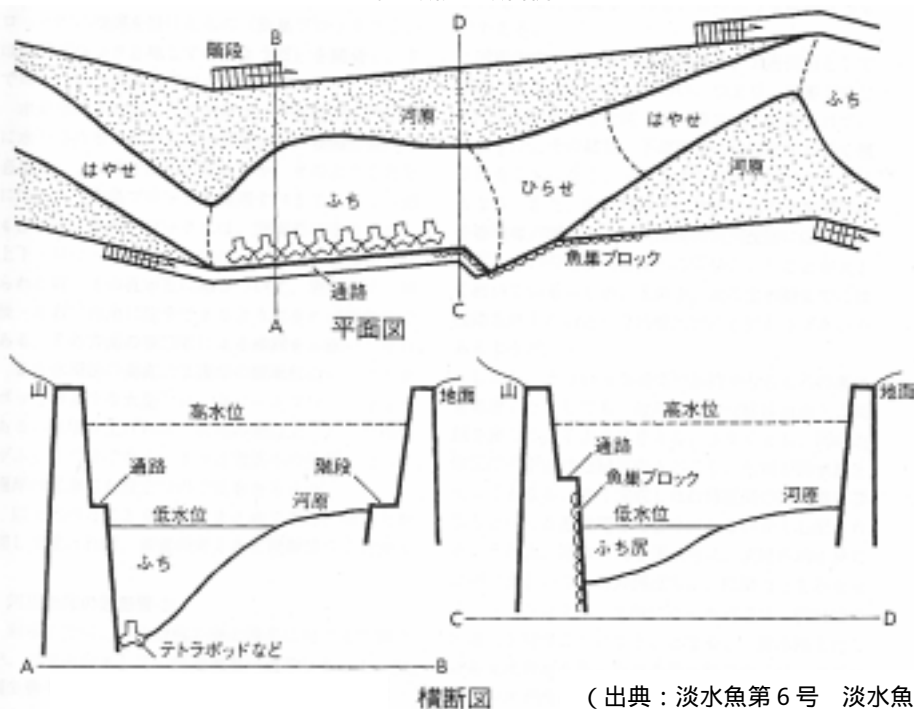 D
B
階段
河原
はやせ
ふち
はやせ
河原
ひらせ
ふち
魚巣ブロック
通路
A
C
平面図
山
地面
高水位
通路
階段
河原
低水位
ふち
テトラポッドなど
A
B
山
地面
高水位
通路
魚巣ブロック
河原
低水位
ふち尻
C
D
横断図
(出典:淡水魚第6号 淡水魚